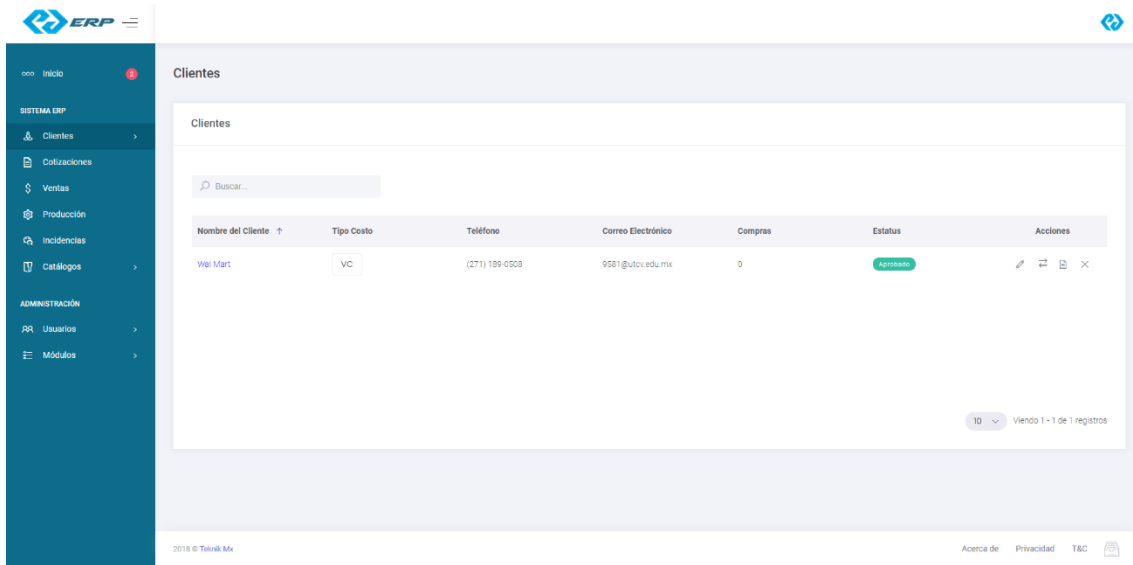 ERP
Inicio 2
Clientes
SISTEMA ERP
Clientes
Clientes
Cotizaciones
Buscar...
Ventas
Producción
Nombre del Cliente ↑ Tipo Costo Teléfono Correo Electrónico Compras Estatus Acciones
Incidencias
Catálogos
Wal Mart VC (271) 189-0508 9581@utcv.edu.mx 0 Aprobado
ADMINISTRACIÓN
Usuarios
Módulos
10 Viendo 1 - 1 de 1 registros
2018 © Teknik Mx Acerca de Privacidad T&C